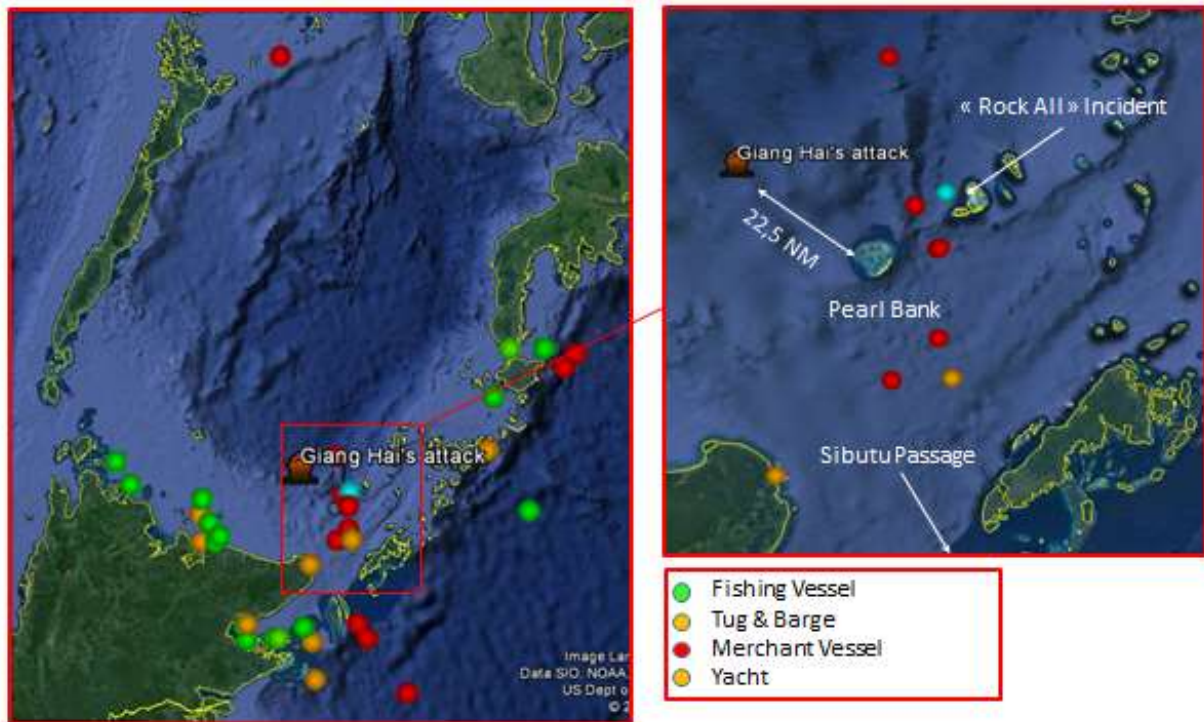 Giang Hai's attack
Image Lan
Data SIO, NOAA,
US Dept o
© 2
« Rock All » Incident
Giang Hai's attack
22,5 NM
Pearl Bank
Sibutu Passage
Fishing Vessel
Tug & Barge
Merchant Vessel
Yacht